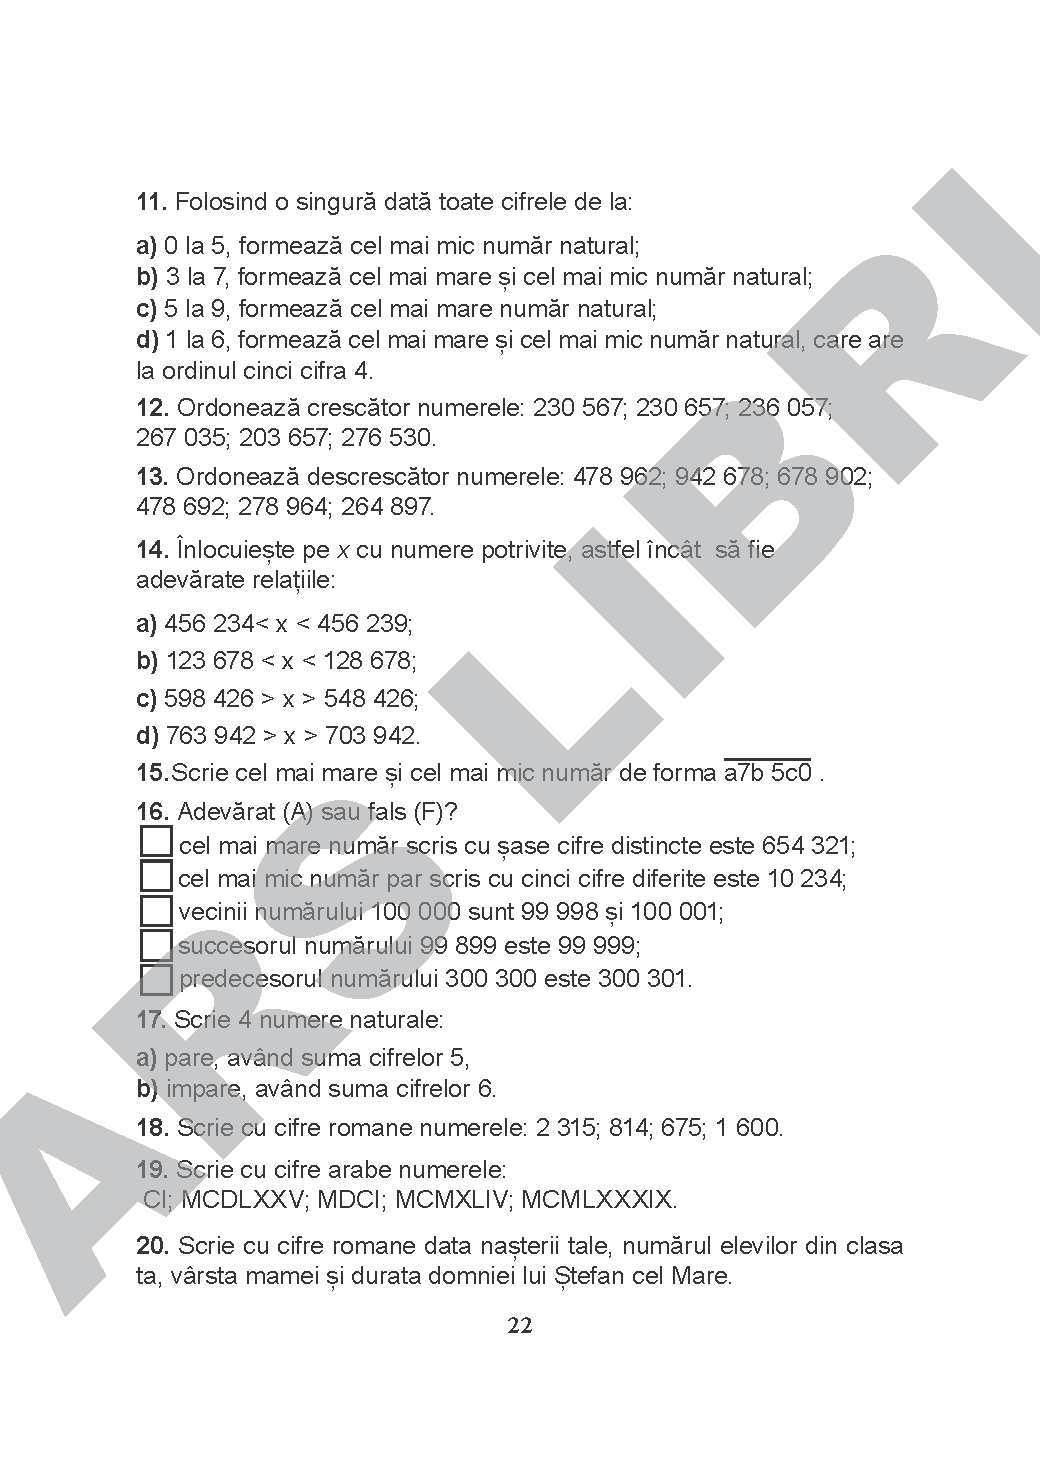 11. Folosind o singură dată toate cifrele de la:
a) 0 la 5, formează cel mai mic număr natural;
b) 3 la 7, formează cel mai mare și cel mai mic număr natural;
c) 5 la 9, formează cel mai mare număr natural;
d) 1 la 6, formează cel mai mare și cel mai mic număr natural, care are
la ordinul cinci cifra 4.
12. Ordonează crescător numerele: 230 567; 230 657; 236 057;
267 035; 203 657; 276 530.
13. Ordonează descrescător numerele: 478 962; 942 678; 678 902;
478 692; 278 964; 264 897.
14. Înlocuiește pe x cu numere potrivite, astfel încât să fie
adevărate relațiile:
a) 456 234< x < 456 239;
b) 123 678 < x < 128 678;
c) 598 426 > x > 548 426;
d) 763 942 > x > 703 942.
15.Scrie cel mai mare și cel mai mic număr de forma a7b 5c0 .
16. Adevărat (A) sau fals (F)?
cel mai mare număr scris cu șase cifre distincte este 654 321;
cel mai mic număr par scris cu cinci cifre diferite este 10 234;
vecinii numărului 100 000 sunt 99 998 și 100 001;
succesorul numărului 99 899 este 99 999;
predecesorul numărului 300 300 este 300 301.
17. Scrie 4 numere naturale:
a) pare, având suma cifrelor 5,
b) impare, având suma cifrelor 6.
18. Scrie cu cifre romane numerele: 2 315; 814; 675; 1 600.
19. Scrie cu cifre arabe numerele:
CI; MCDLXXV; MDCI; MCMXLIV; MCMLXXXIX.
20. Scrie cu cifre romane data nașterii tale, numărul elevilor din clasa
ta, vârsta mamei și durata domniei lui Ștefan cel Mare.
22
ARS LIBRI